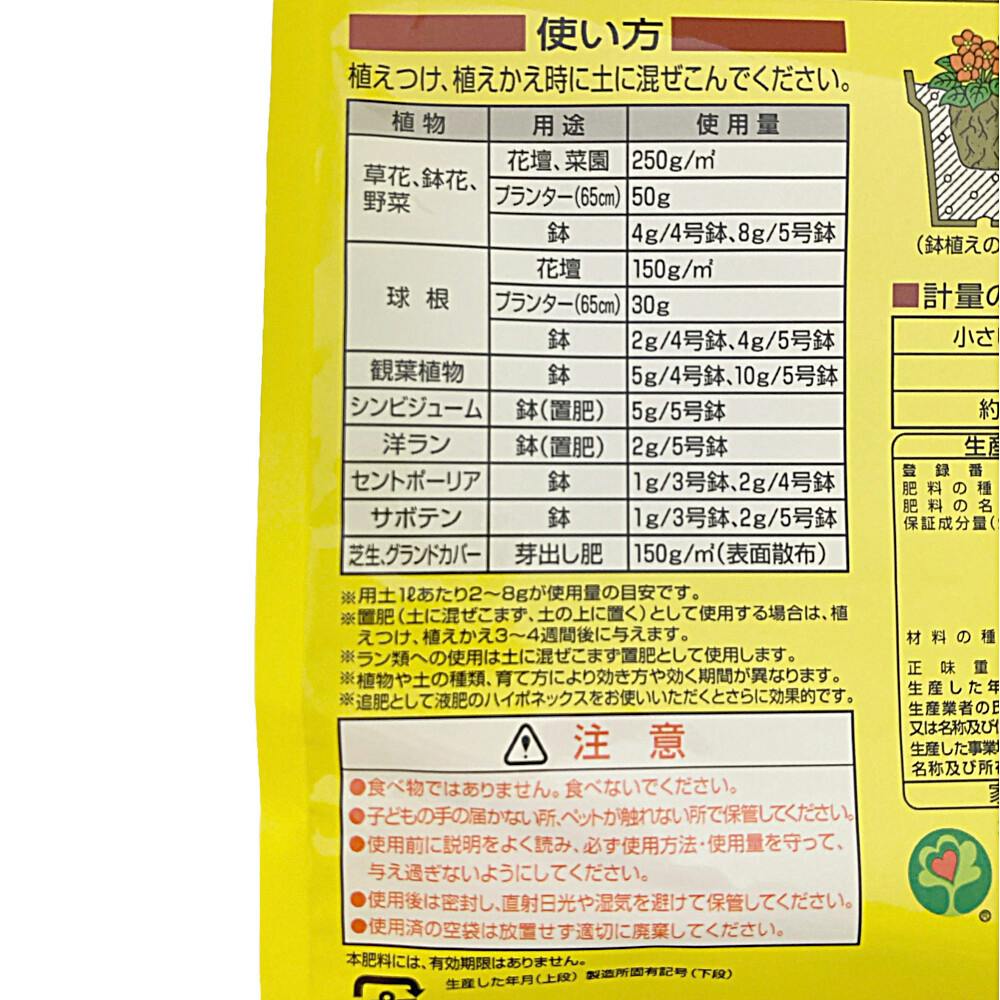 使い方
植えつけ、植えかえ時に土に混ぜこんでください。
植物 用途 使用量
草花、鉢花、野菜 花壇、菜園 250g/㎡
プランター(65cm) 50g
鉢 4g/4号鉢、8g/5号鉢
球根 花壇 150g/㎡
プランター(65cm) 30g
鉢 2g/4号鉢、4g/5号鉢
観葉植物 鉢 5g/4号鉢、10g/5号鉢
シンビジューム 鉢(置肥) 5g/5号鉢
洋ラン 鉢(置肥) 2g/5号鉢
セントポーリア 鉢 1g/3号鉢、2g/4号鉢
サボテン 鉢 1g/3号鉢、2g/5号鉢
芝生、グランドカバー 芽出し肥 150g/㎡(表面散布)
※用土1ℓあたり2〜8gが使用量の目安です。
※置肥(土に混ぜこまず、土の上に置く)として使用する場合は、植
えつけ、植えかえ3〜4週間後に与えます。
※ラン類への使用は土に混ぜこまず置肥として使用します。
※植物や土の種類、育て方により効き方や効く期間が異なります。
※追肥として液肥のハイポネックスをお使いいただくとさらに効果的です。
注意
●食べ物ではありません。食べないでください。
●子どもの手の届かない所、ペットが触れない所で保管してください。
●使用前に説明をよく読み、必ず使用方法・使用量を守って、
与え過ぎないようにしてください。
●使用後は密封し、直射日光や湿気を避けて保管してください。
●使用済の空袋は放置せず適切に廃棄してください。
本肥料には、有効期限はありません。
生産した年月(上段) 製造所固有記号(下段)
(鉢植えの
■計量の
小さ
約
生産
登録番
肥料の種
肥料の名
保証成分量(
材料の種
正味重
生産した年
生産業者の氏
又は名称及び住
生産した事業場
名称及び所在
®